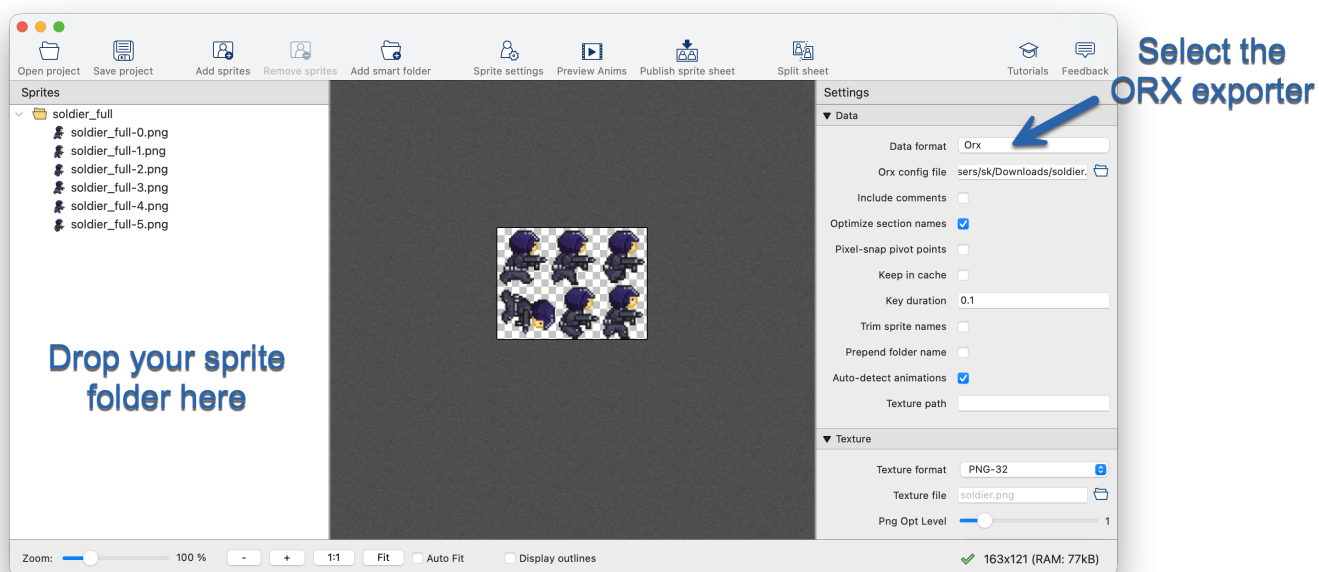 Open project
Save project
Add sprites
Remove sprites
Add smart folder
Sprite settings
Preview Anims
Publish sprite sheet
Split sheet
Tutorials
Feedback
Select the
ORX exporter
Sprites
soldier_full
soldier_full-0.png
soldier_full-1.png
soldier_full-2.png
soldier_full-3.png
soldier_full-4.png
soldier_full-5.png
Drop your sprite
folder here
Settings
Data
Data format Orx
Orx config file sers/sk/Downloads/soldier.
Include comments
Optimize section names
Pixel-snap pivot points
Keep in cache
Key duration 0.1
Trim sprite names
Prepend folder name
Auto-detect animations
Texture path
Texture
Texture format PNG-32
Texture file soldier.png
Png Opt Level 1
Zoom: 100 % - + 1:1 Fit Auto Fit Display outlines 163x121 (RAM: 77kB)